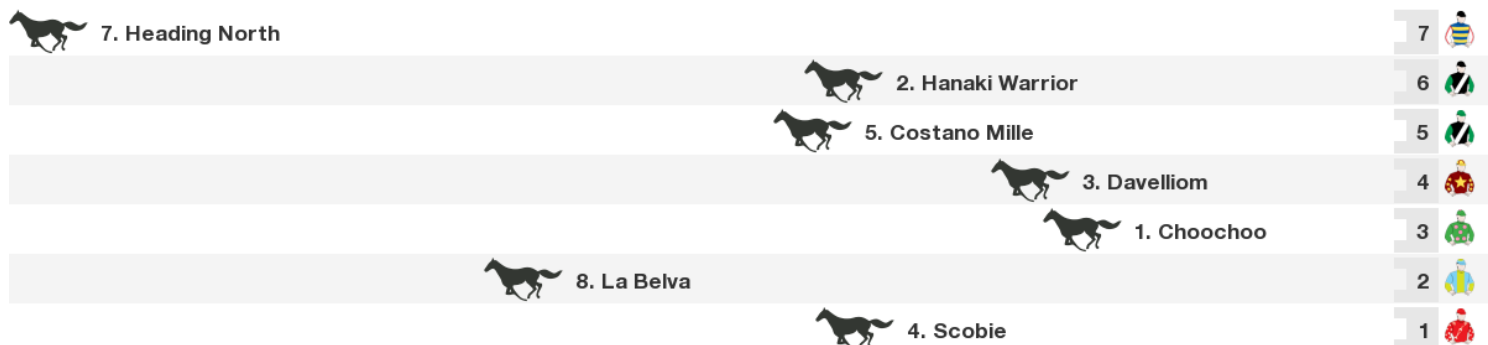 7. Heading North 7
2. Hanaki Warrior 6
5. Costano Mille 5
3. Davelliom 4
1. Choochoo 3
8. La Belva 2
4. Scobie 1